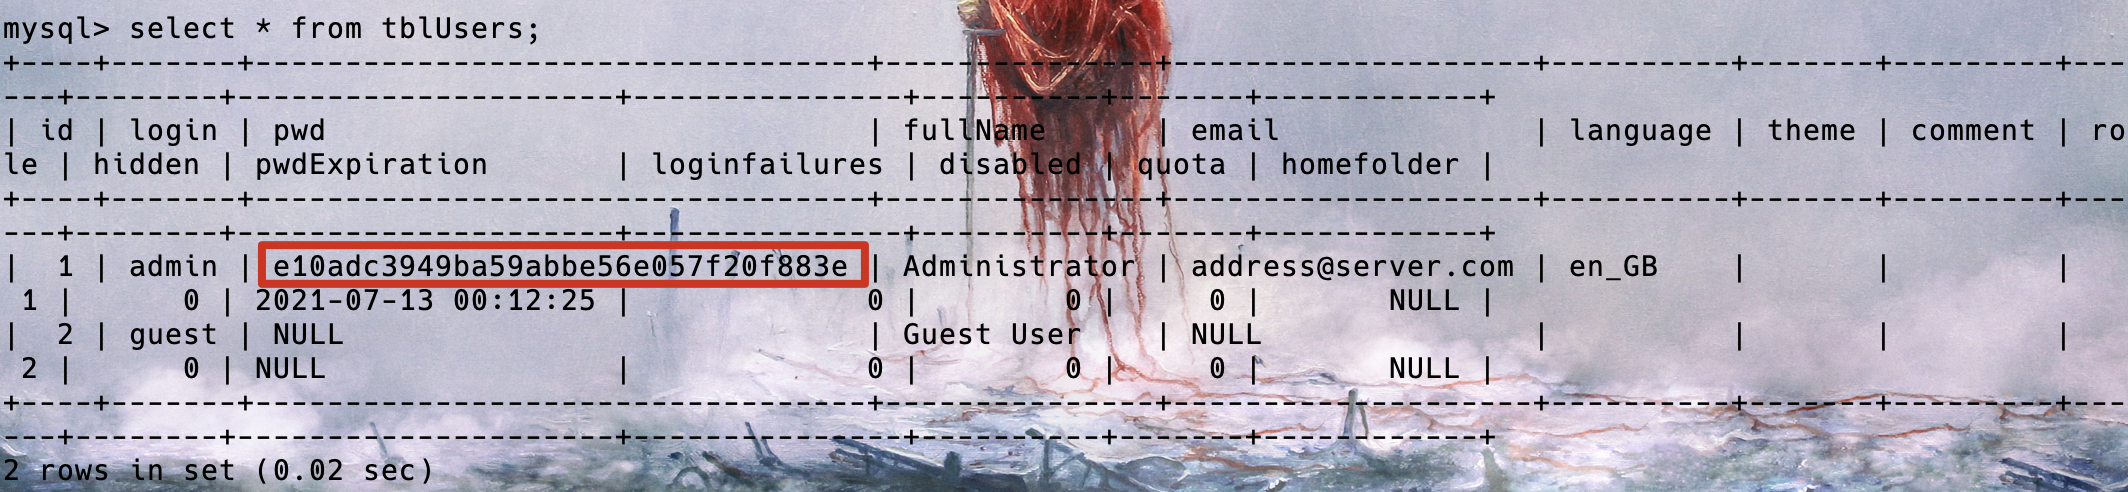 mysql> select * from tblUsers;
+----+-------+----------------------------------+---------------+--------------------+----------+-------+---------+---
---+--------+---------------------+---------------+----------+-------+------------+
| id | login | pwd                              | fullName      | email              | language | theme | comment | ro
le | hidden | pwdExpiration       | loginfailures | disabled | quota | homefolder |
+----+-------+----------------------------------+---------------+--------------------+----------+-------+---------+---
---+--------+---------------------+---------------+----------+-------+------------+
|  1 | admin | e10adc3949ba59abbe56e057f20f883e | Administrator | address@server.com | en_GB    |       |         |
 1 |      0 | 2021-07-13 00:12:25 |             0 |        0 |     0 |       NULL |
|  2 | guest | NULL                             | Guest User    | NULL               |          |       |         |
 2 |      0 | NULL                |             0 |        0 |     0 |       NULL |
+----+-------+----------------------------------+---------------+--------------------+----------+-------+---------+---
---+--------+---------------------+---------------+----------+-------+------------+
2 rows in set (0.02 sec)